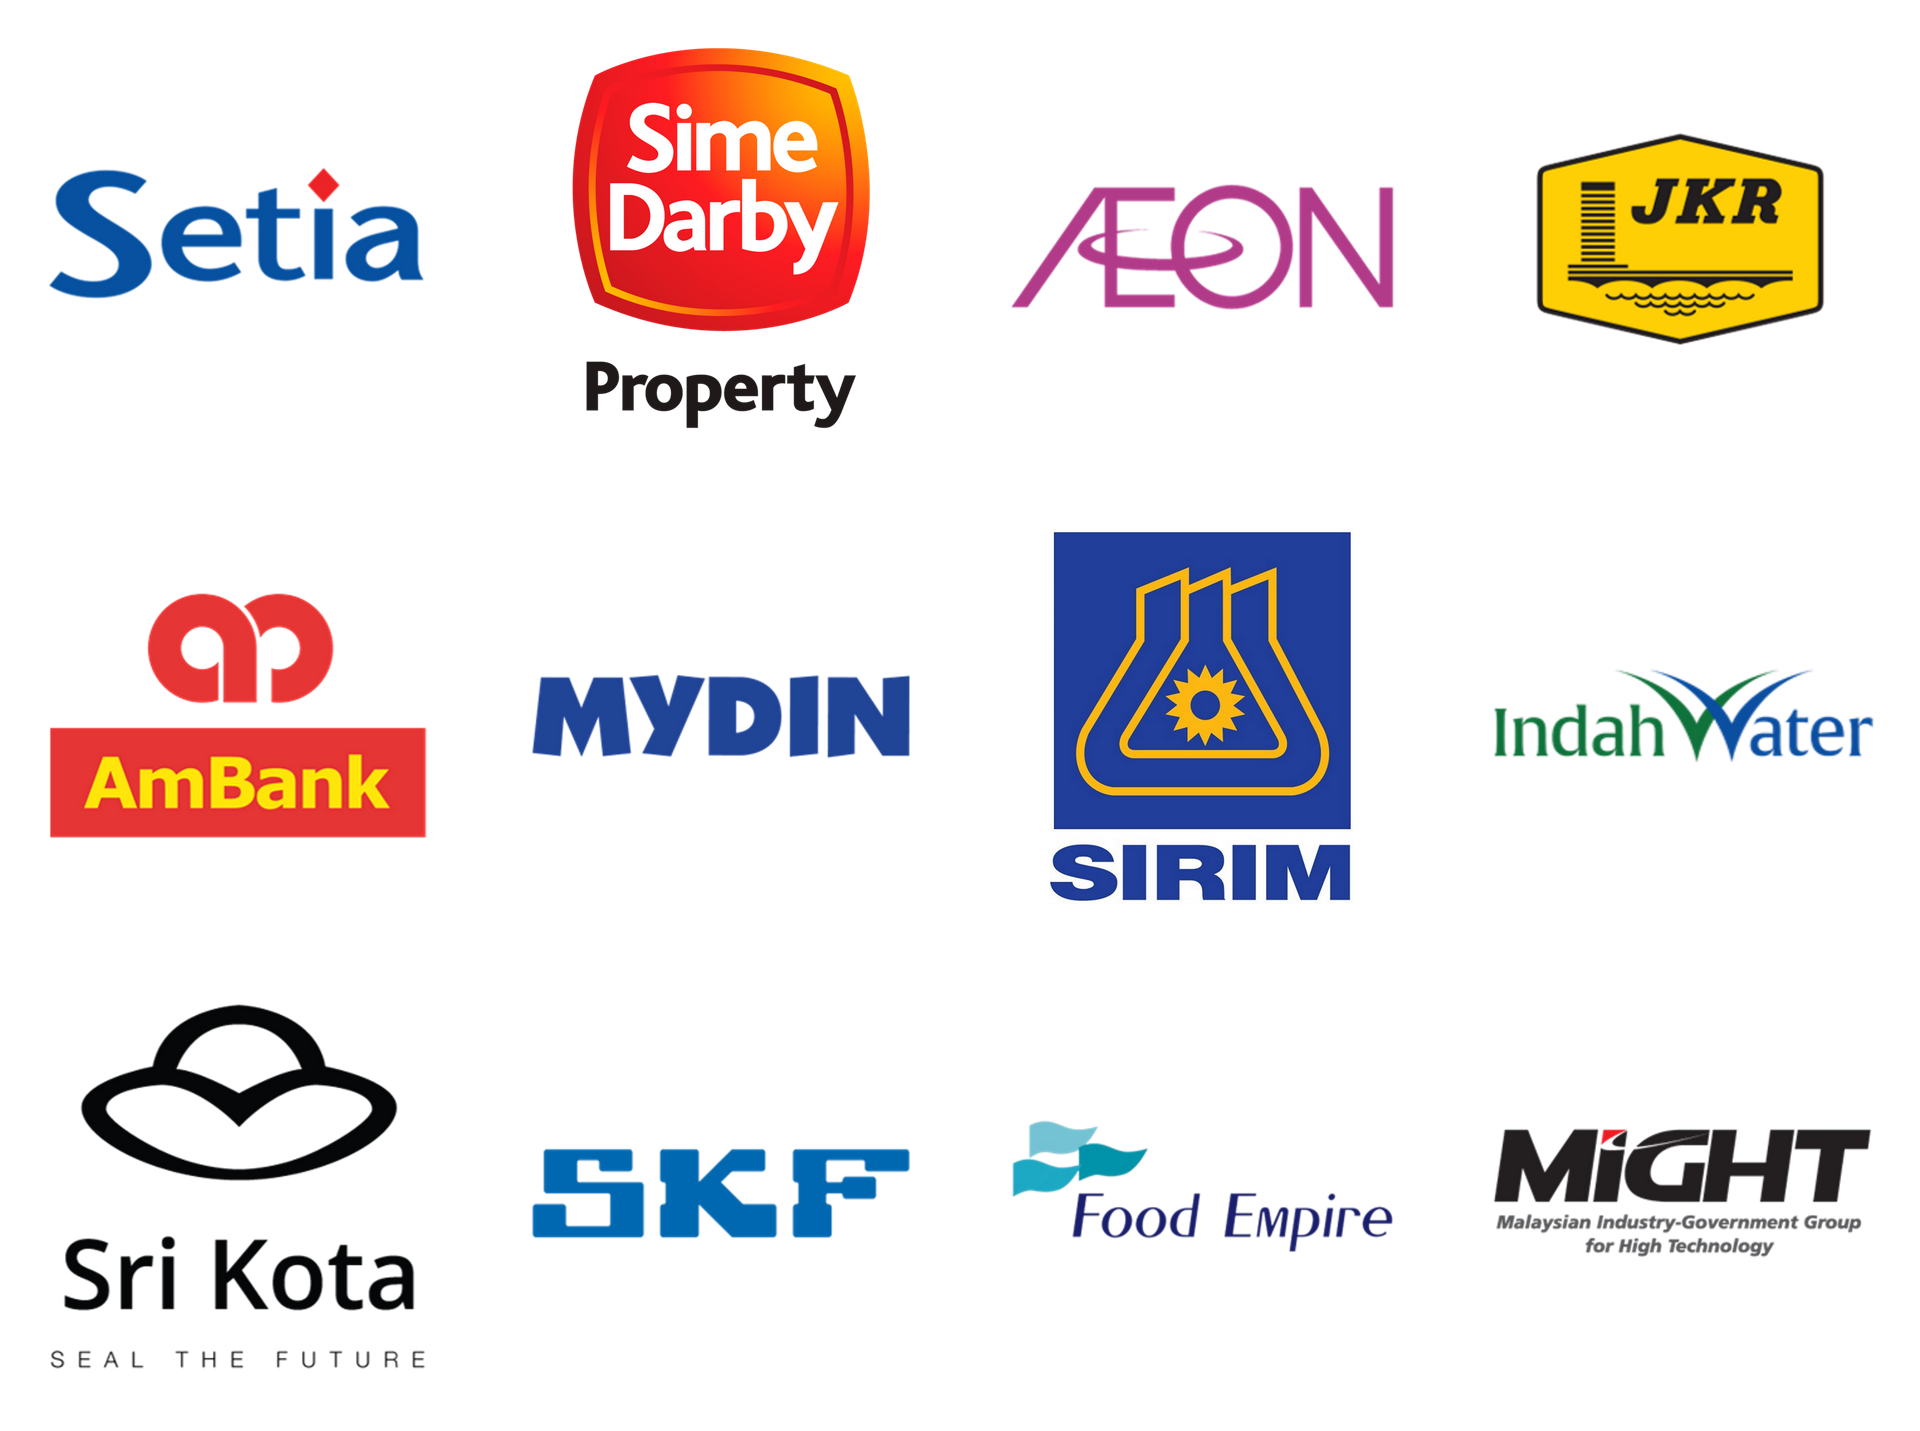 Setia
Sime
Darby
Property
ÆON
JKR
AmBank
MYDIN
SIRIM
IndahWater
Sri Kota
SEAL THE FUTURE
SKF
Food Empire
MiGHT
Malaysian Industry-Government Group
for High Technology